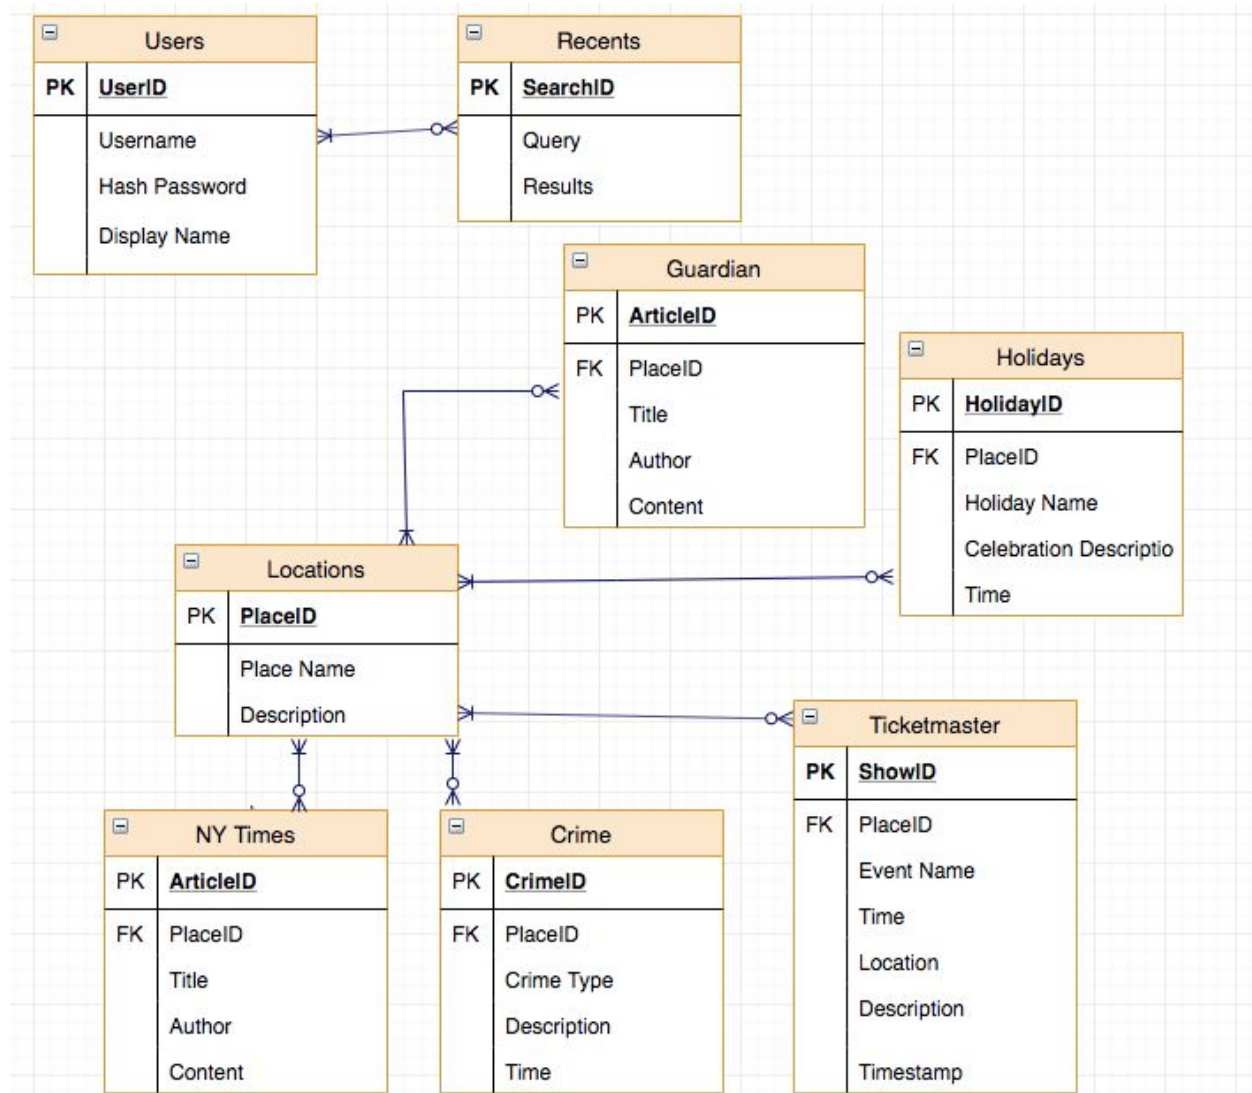 Users
PK UserID
Username
Hash Password
Display Name
Recents
PK SearchID
Query
Results
Guardian
PK ArticleID
FK PlaceID
Title
Author
Content
Holidays
PK HolidayID
FK PlaceID
Holiday Name
Celebration Descriptio
Time
Locations
PK PlaceID
Place Name
Description
Ticketmaster
PK ShowID
FK PlaceID
Event Name
Time
Location
Description
Timestamp
NY Times
PK ArticleID
FK PlaceID
Title
Author
Content
Crime
PK CrimeID
FK PlaceID
Crime Type
Description
Time